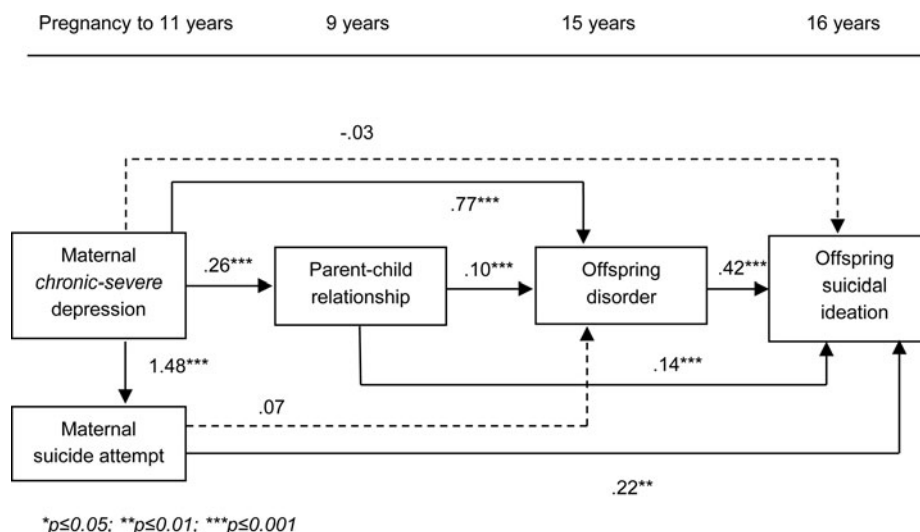 Pregnancy to 11 years 9 years 15 years 16 years
-.03
.77***
Maternal
chronic-severe
depression
.26***
Parent-child
relationship
.10***
Offspring
disorder
.42***
Offspring
suicidal
ideation
1.48***
.14***
.07
Maternal
suicide attempt
.22**
*p≤0.05; **p≤0.01; ***p≤0.001